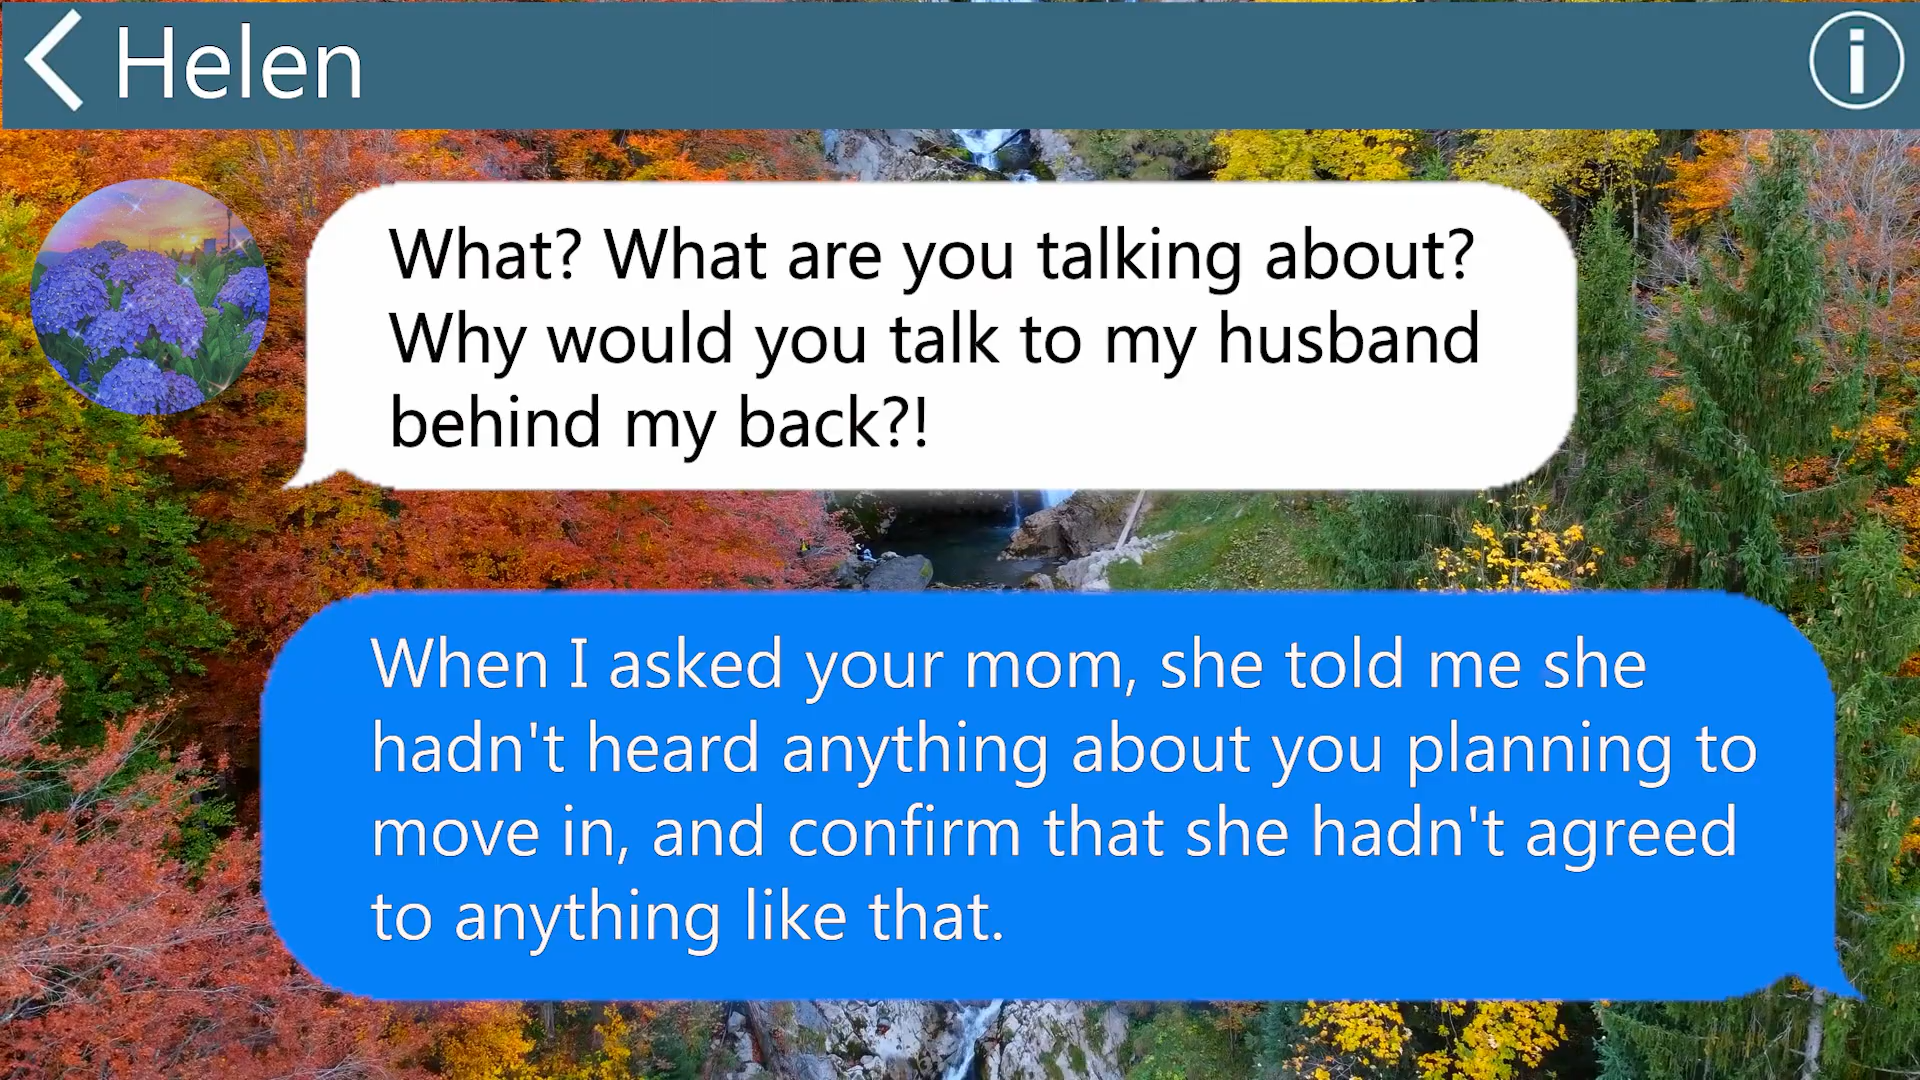 Helen
What? What are you talking about?
Why would you talk to my husband
behind my back?!
When I asked your mom, she told me she
hadn't heard anything about you planning to
move in, and confirm that she hadn't agreed
to anything like that.